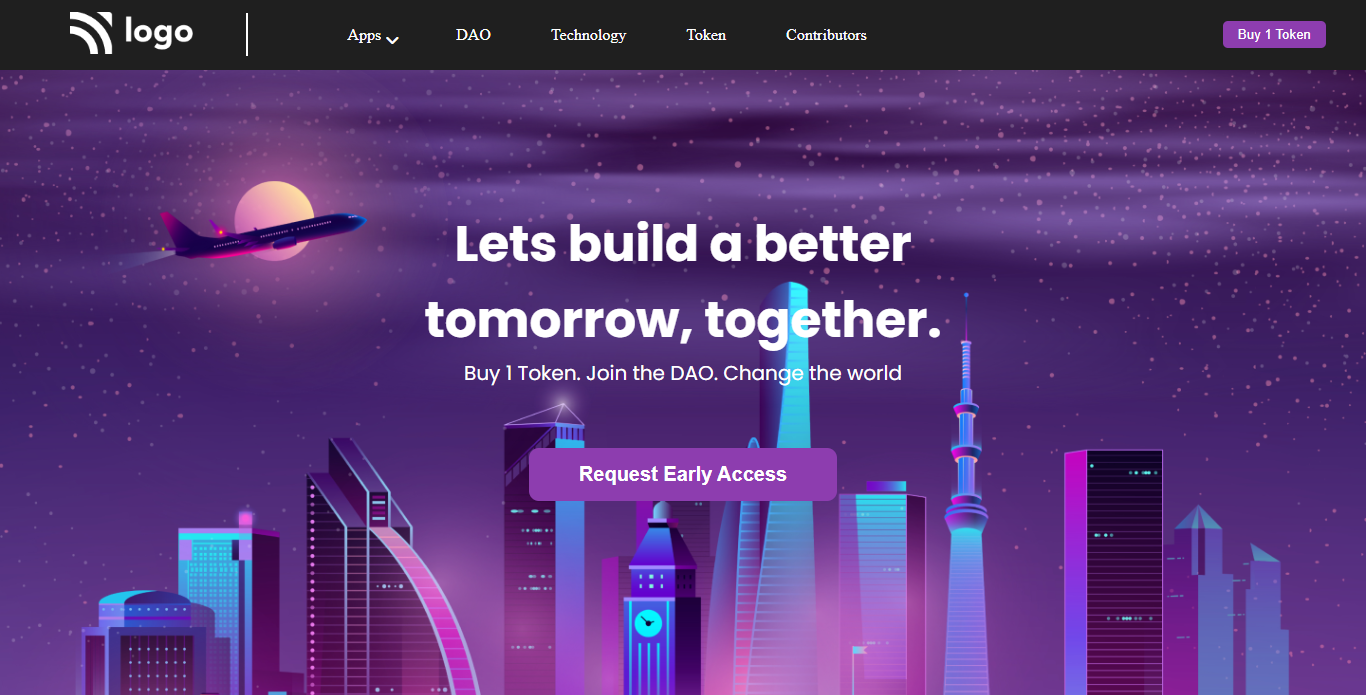 logo
Apps
DAO
Technology
Token
Contributors
Buy 1 Token
Lets build a better
tomorrow, together.
Buy 1 Token. Join the DAO. Change the world
Request Early Access